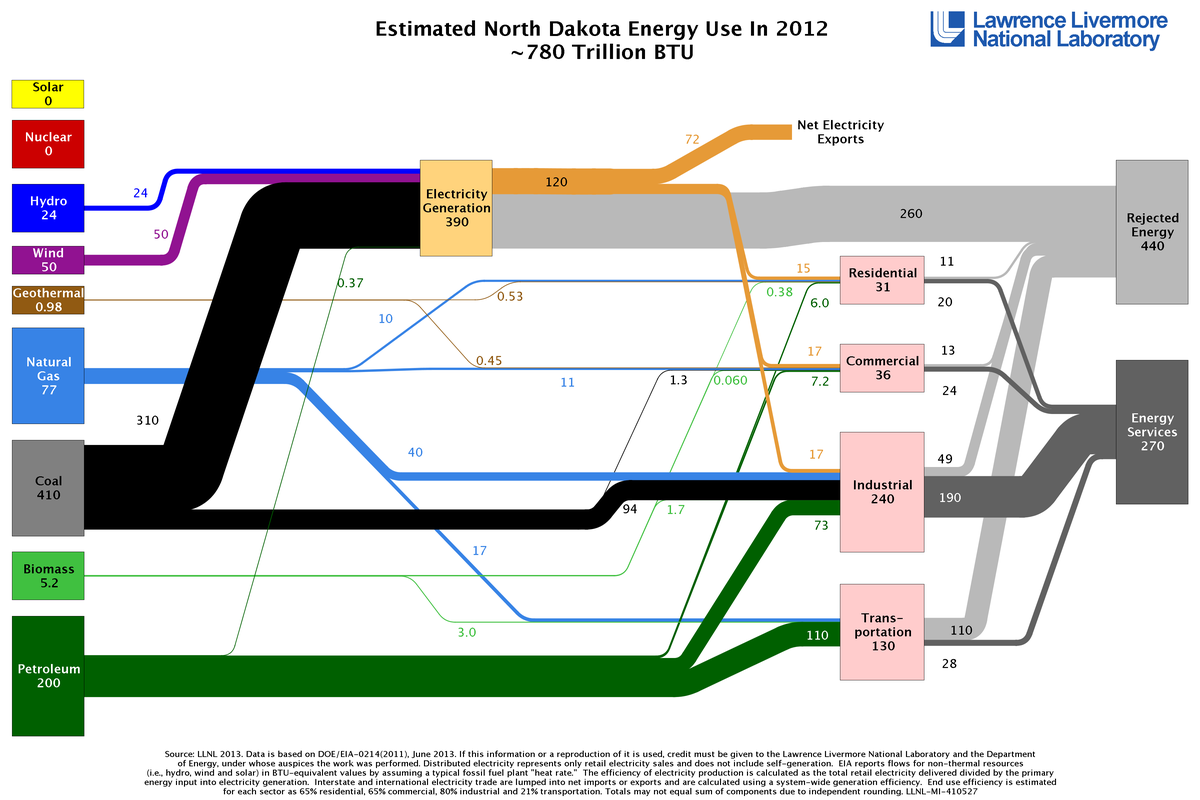 Estimated North Dakota Energy Use In 2012
~780 Trillion BTU
Lawrence Livermore
National Laboratory
Solar
0
Nuclear
0
Hydro
24
Wind
50
Geothermal
0.98
Natural
Gas
77
Coal
410
Biomass
5.2
Petroleum
200
24
50
310
0.37
10
0.53
0.45
11
40
17
3.0
94
1.3
1.7
0.060
0.38
Electricity
Generation
390
120
72
Net Electricity
Exports
260
15
6.0
17
7.2
17
73
110
Residential
31
Commercial
36
Industrial
240
Trans-
portation
130
11
20
13
24
49
190
110
28
Rejected
Energy
440
Energy
Services
270
Source: LLNL 2013. Data is based on DOE/EIA-0214(2011), June 2013. If this information or a reproduction of it is used, credit must be given to the Lawrence Livermore National Laboratory and the Department
of Energy, under whose auspices the work was performed. Distributed electricity represents only retail electricity sales and does not include self-generation. EIA reports flows for non-thermal resources
(i.e., hydro, wind and solar) in BTU-equivalent values by assuming a typical fossil fuel plant "heat rate." The efficiency of electricity production is calculated as the total retail electricity delivered divided by the primary
energy input into electricity generation. Interstate and international electricity trade are lumped into net imports or exports and are calculated using a system-wide generation efficiency. End use efficiency is estimated
for each sector as 65% residential, 65% commercial, 80% industrial and 21% transportation. Totals may not equal sum of components due to independent rounding. LLNL-MI-410527